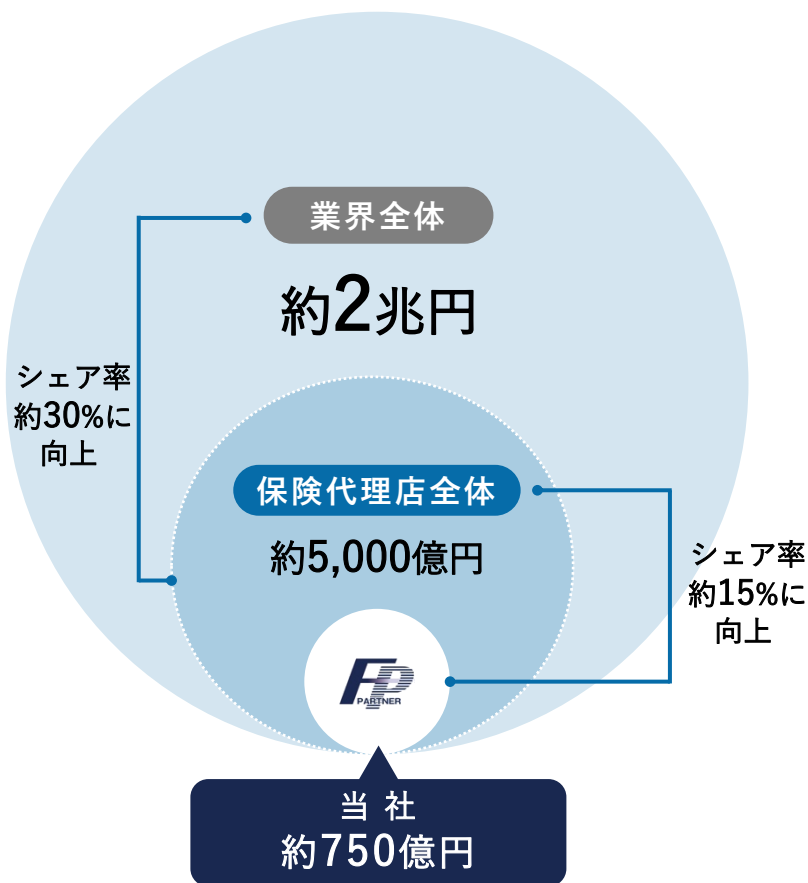 業界全体
約2兆円
シェア率
約30%に
向上
保険代理店全体
約5,000億円
シェア率
約15%に
向上
FP
PARTNER
当社
約750億円